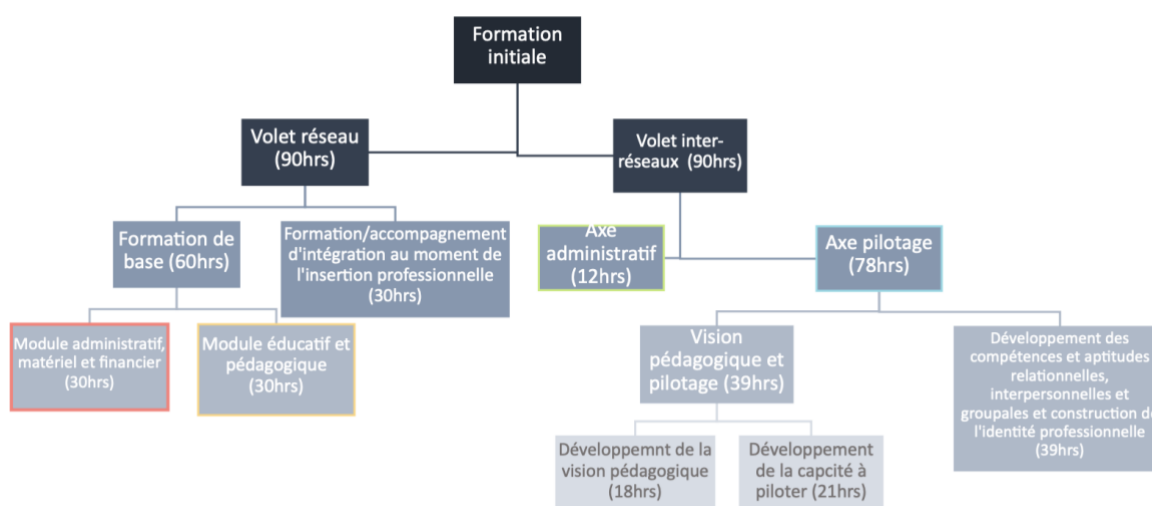 Formation
initiale
Volet réseau
(90hrs)
Volet inter-
réseaux (90hrs)
Formation de
base (60hrs)
Formation/accompagnement
d'intégration au moment de
l'insertion professionnelle
(30hrs)
Axe
administratif
(12hrs)
Axe pilotage
(78hrs)
Module administratif,
matériel et financier
(30hrs)
Module éducatif et
pédagogique
(30hrs)
Vision
pédagogique et
pilotage (39hrs)
Développement des
compétences et aptitudes
relationnelles,
interpersonnelles et
groupales et construction de
l'identité professionnelle
(39hrs)
Développemnt de la
vision pédagogique
(18hrs)
Développement
de la capcité à
piloter (21hrs)